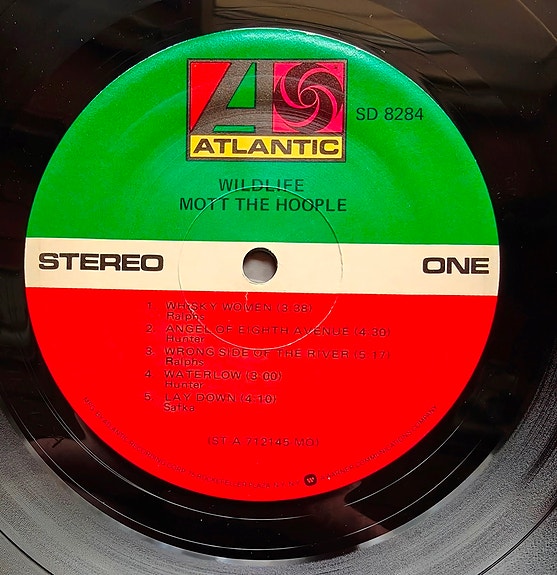 ATLANTIC
SD 8284
WILDLIFE
MOTT THE HOOPLE
STEREO
ONE
1. WHISKY WOMEN (3:38)
Ralphs
2. ANGEL OF EIGHTH AVENUE (4:30)
Hunter
3. WRONG SIDE OF THE RIVER (5:17)
Ralphs
4. WATERLOW (3:00)
Hunter
5. LAY DOWN (4:10)
Safka
(ST A 712145 MO)